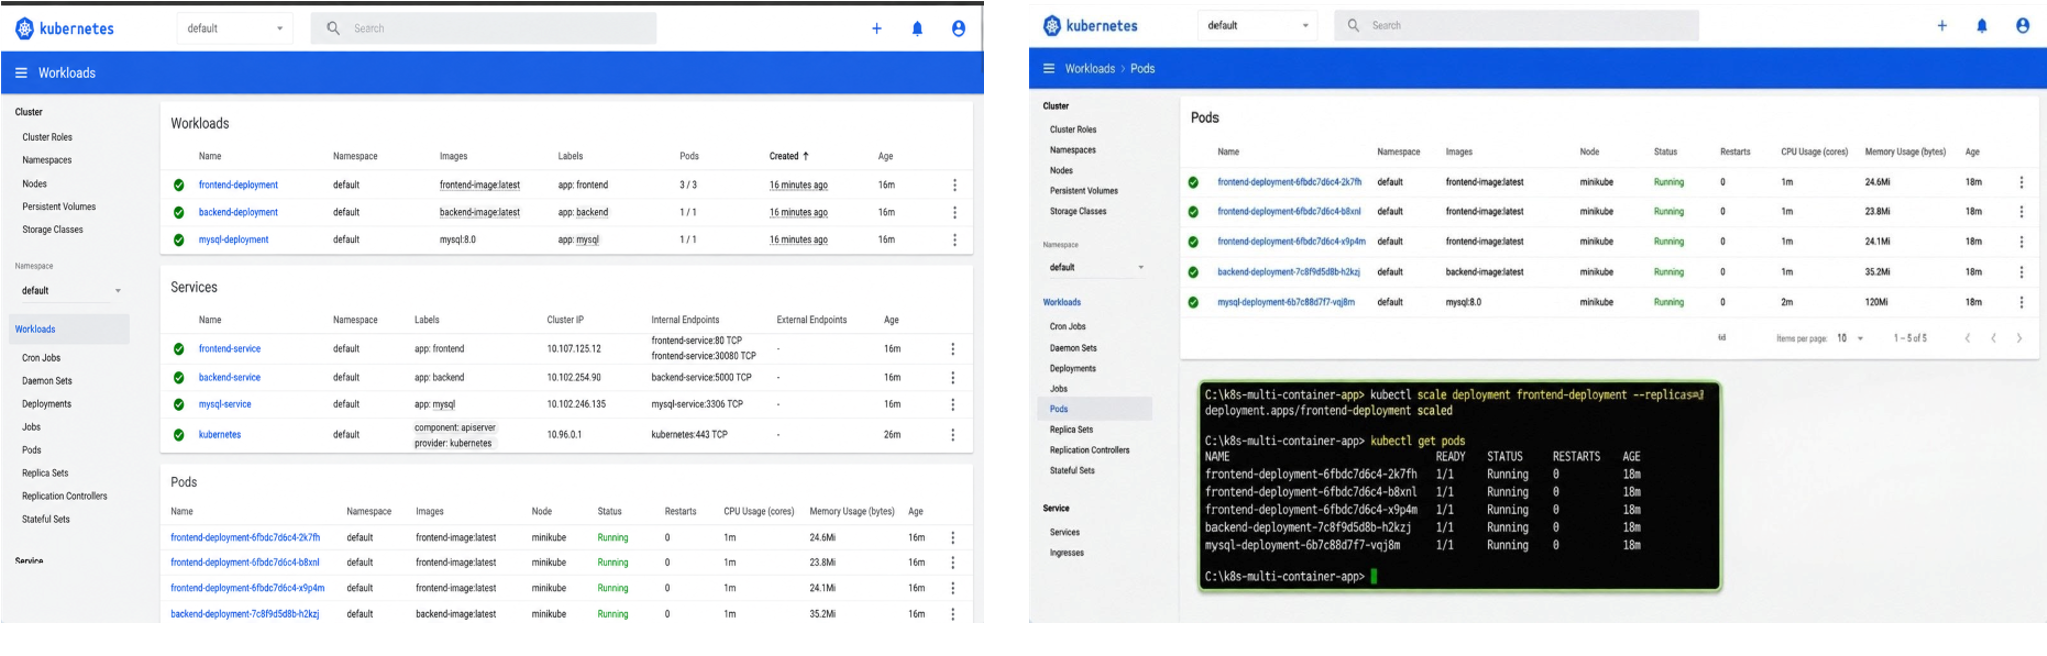 kubernetes
default
Search
Workloads
Cluster
Cluster Roles
Namespaces
Nodes
Persistent Volumes
Storage Classes
Namespace
default
Workloads
Cron Jobs
Daemon Sets
Deployments
Jobs
Pods
Replica Sets
Replication Controllers
Stateful Sets
Service
Workloads
Name Namespace Images Labels Pods Created ↑ Age
frontend-deployment default frontend-image:latest app: frontend 3 / 3 16 minutes ago 16m
backend-deployment default backend-image:latest app: backend 1 / 1 16 minutes ago 16m
mysql-deployment default mysql:8.0 app: mysql 1 / 1 16 minutes ago 16m
Services
Name Namespace Labels Cluster IP Internal Endpoints External Endpoints Age
frontend-service default app: frontend 10.107.125.12 frontend-service:80 TCP - 16m
frontend-service:30080 TCP
backend-service default app: backend 10.102.254.90 backend-service:5000 TCP - 16m
mysql-service default app: mysql 10.102.246.135 mysql-service:3306 TCP - 16m
kubernetes default component: apiserver 10.96.0.1 kubernetes:443 TCP - 26m
provider: kubernetes
Pods
Name Namespace Images Node Status Restarts CPU Usage (cores) Memory Usage (bytes) Age
frontend-deployment-6fbdc7d6c4-2k7fh default frontend-image:latest minikube Running 0 1m 24.6Mi 16m
frontend-deployment-6fbdc7d6c4-b8xnl default frontend-image:latest minikube Running 0 1m 23.8Mi 16m
frontend-deployment-6fbdc7d6c4-x9p4m default frontend-image:latest minikube Running 0 1m 24.1Mi 16m
backend-deployment-7c8f9d5d8b-h2kzj default backend-image:latest minikube Running 0 1m 35.2Mi 16m
kubernetes
default
Search
Workloads > Pods
Cluster
Cluster Roles
Namespaces
Nodes
Persistent Volumes
Storage Classes
Namespace
default
Workloads
Cron Jobs
Daemon Sets
Deployments
Jobs
Pods
Replica Sets
Replication Controllers
Stateful Sets
Service
Services
Ingresses
Pods
Name Namespace Images Node Status Restarts CPU Usage (cores) Memory Usage (bytes) Age
frontend-deployment-6fbdc7d6c4-2k7fh default frontend-image:latest minikube Running 0 1m 24.6Mi 18m
frontend-deployment-6fbdc7d6c4-b8xnl default frontend-image:latest minikube Running 0 1m 23.8Mi 18m
frontend-deployment-6fbdc7d6c4-x9p4m default frontend-image:latest minikube Running 0 1m 24.1Mi 18m
backend-deployment-7c8f9d5d8b-h2kzj default backend-image:latest minikube Running 0 1m 35.2Mi 18m
mysql-deployment-6b7c88d7f7-vqj8m default mysql:8.0 minikube Running 0 2m 120Mi 18m
Items per page: 10 1 – 5 of 5
C:\k8s-multi-container-app> kubectl scale deployment frontend-deployment --replicas=3
deployment.apps/frontend-deployment scaled
C:\k8s-multi-container-app> kubectl get pods
NAME READY STATUS RESTARTS AGE
frontend-deployment-6fbdc7d6c4-2k7fh 1/1 Running 0 18m
frontend-deployment-6fbdc7d6c4-b8xnl 1/1 Running 0 18m
frontend-deployment-6fbdc7d6c4-x9p4m 1/1 Running 0 18m
backend-deployment-7c8f9d5d8b-h2kzj 1/1 Running 0 18m
mysql-deployment-6b7c88d7f7-vqj8m 1/1 Running 0 18m
C:\k8s-multi-container-app>